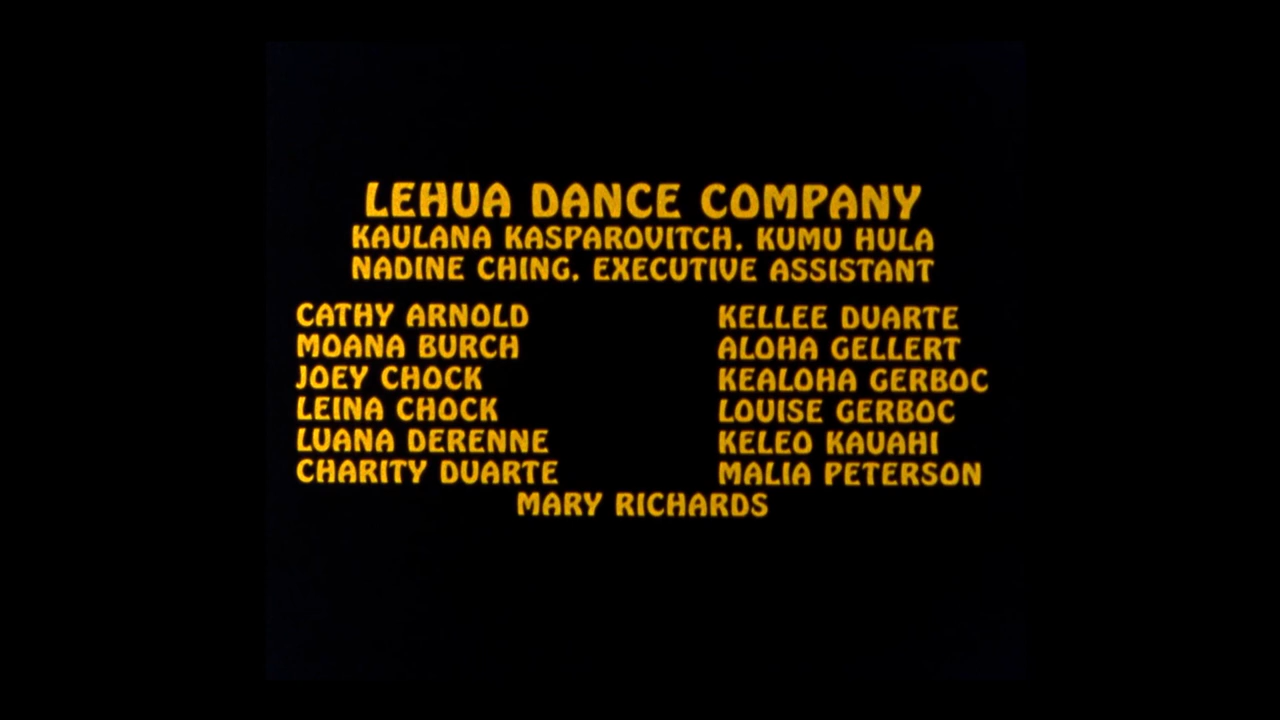 LEHUA DANCE COMPANY
KAULANA KASPAROVITCH, KUMU HULA
NADINE CHING, EXECUTIVE ASSISTANT
CATHY ARNOLD KELLEE DUARTE
MOANA BURCH ALOHA GELLERT
JOEY CHOCK KEALOHA GERBOC
LEINA CHOCK LOUISE GERBOC
LUANA DERENNE KELEO KAUAHI
CHARITY DUARTE MALIA PETERSON
MARY RICHARDS